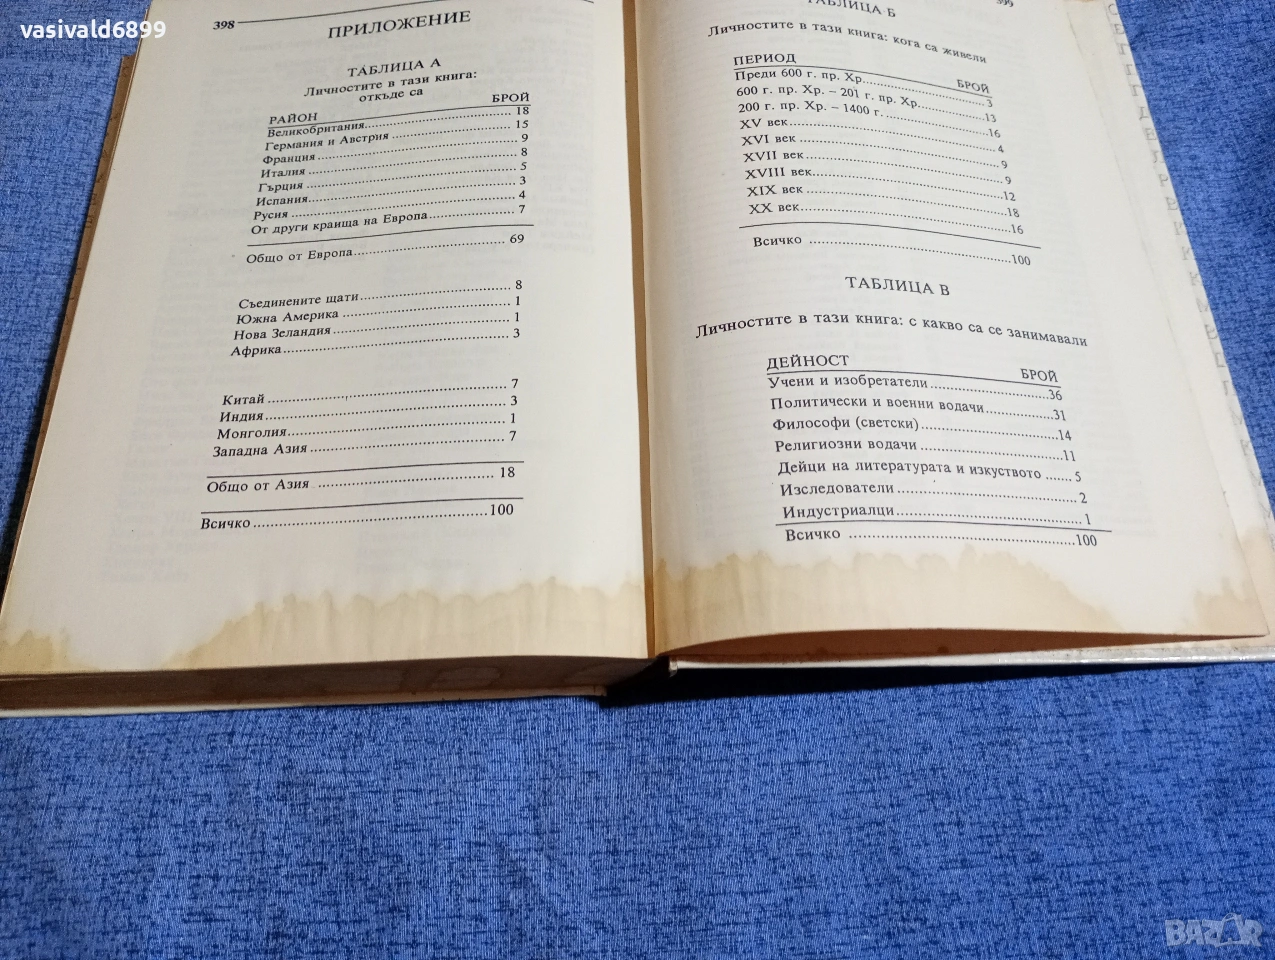 vasivald6899
398
ПРИЛОЖЕНИЕ
ТАБЛИЦА А
Личностите в тази книга:
откъде са
РАЙОН БРОЙ
Великобритания 18
Германия и Австрия 15
Франция 9
Италия 8
Гърция 5
Испания 3
Русия 4
От други краища на Европа 7
Общо от Европа 69
Съединените щати 8
Южна Америка 1
Нова Зеландия 1
Африка 3
Китай 7
Индия 3
Монголия 1
Западна Азия 7
Общо от Азия 18
Всичко 100
399
ТАБЛИЦА Б
Личностите в тази книга: кога са живели
ПЕРИОД БРОЙ
Преди 600 г. пр. Хр. 3
600 г. пр. Хр. – 201 г. пр. Хр. 13
200 г. пр. Хр. – 1400 г. 16
XV век 4
XVI век 9
XVII век 9
XVIII век 12
XIX век 18
XX век 16
Всичко 100
ТАБЛИЦА В
Личностите в тази книга: с какво са се занимавали
ДЕЙНОСТ БРОЙ
Учени и изобретатели 36
Политически и военни водачи 31
Философи (светски) 14
Религиозни водачи 11
Дейци на литературата и изкуството 5
Изследователи 2
Индустриалци 1
Всичко 100
BAZAR